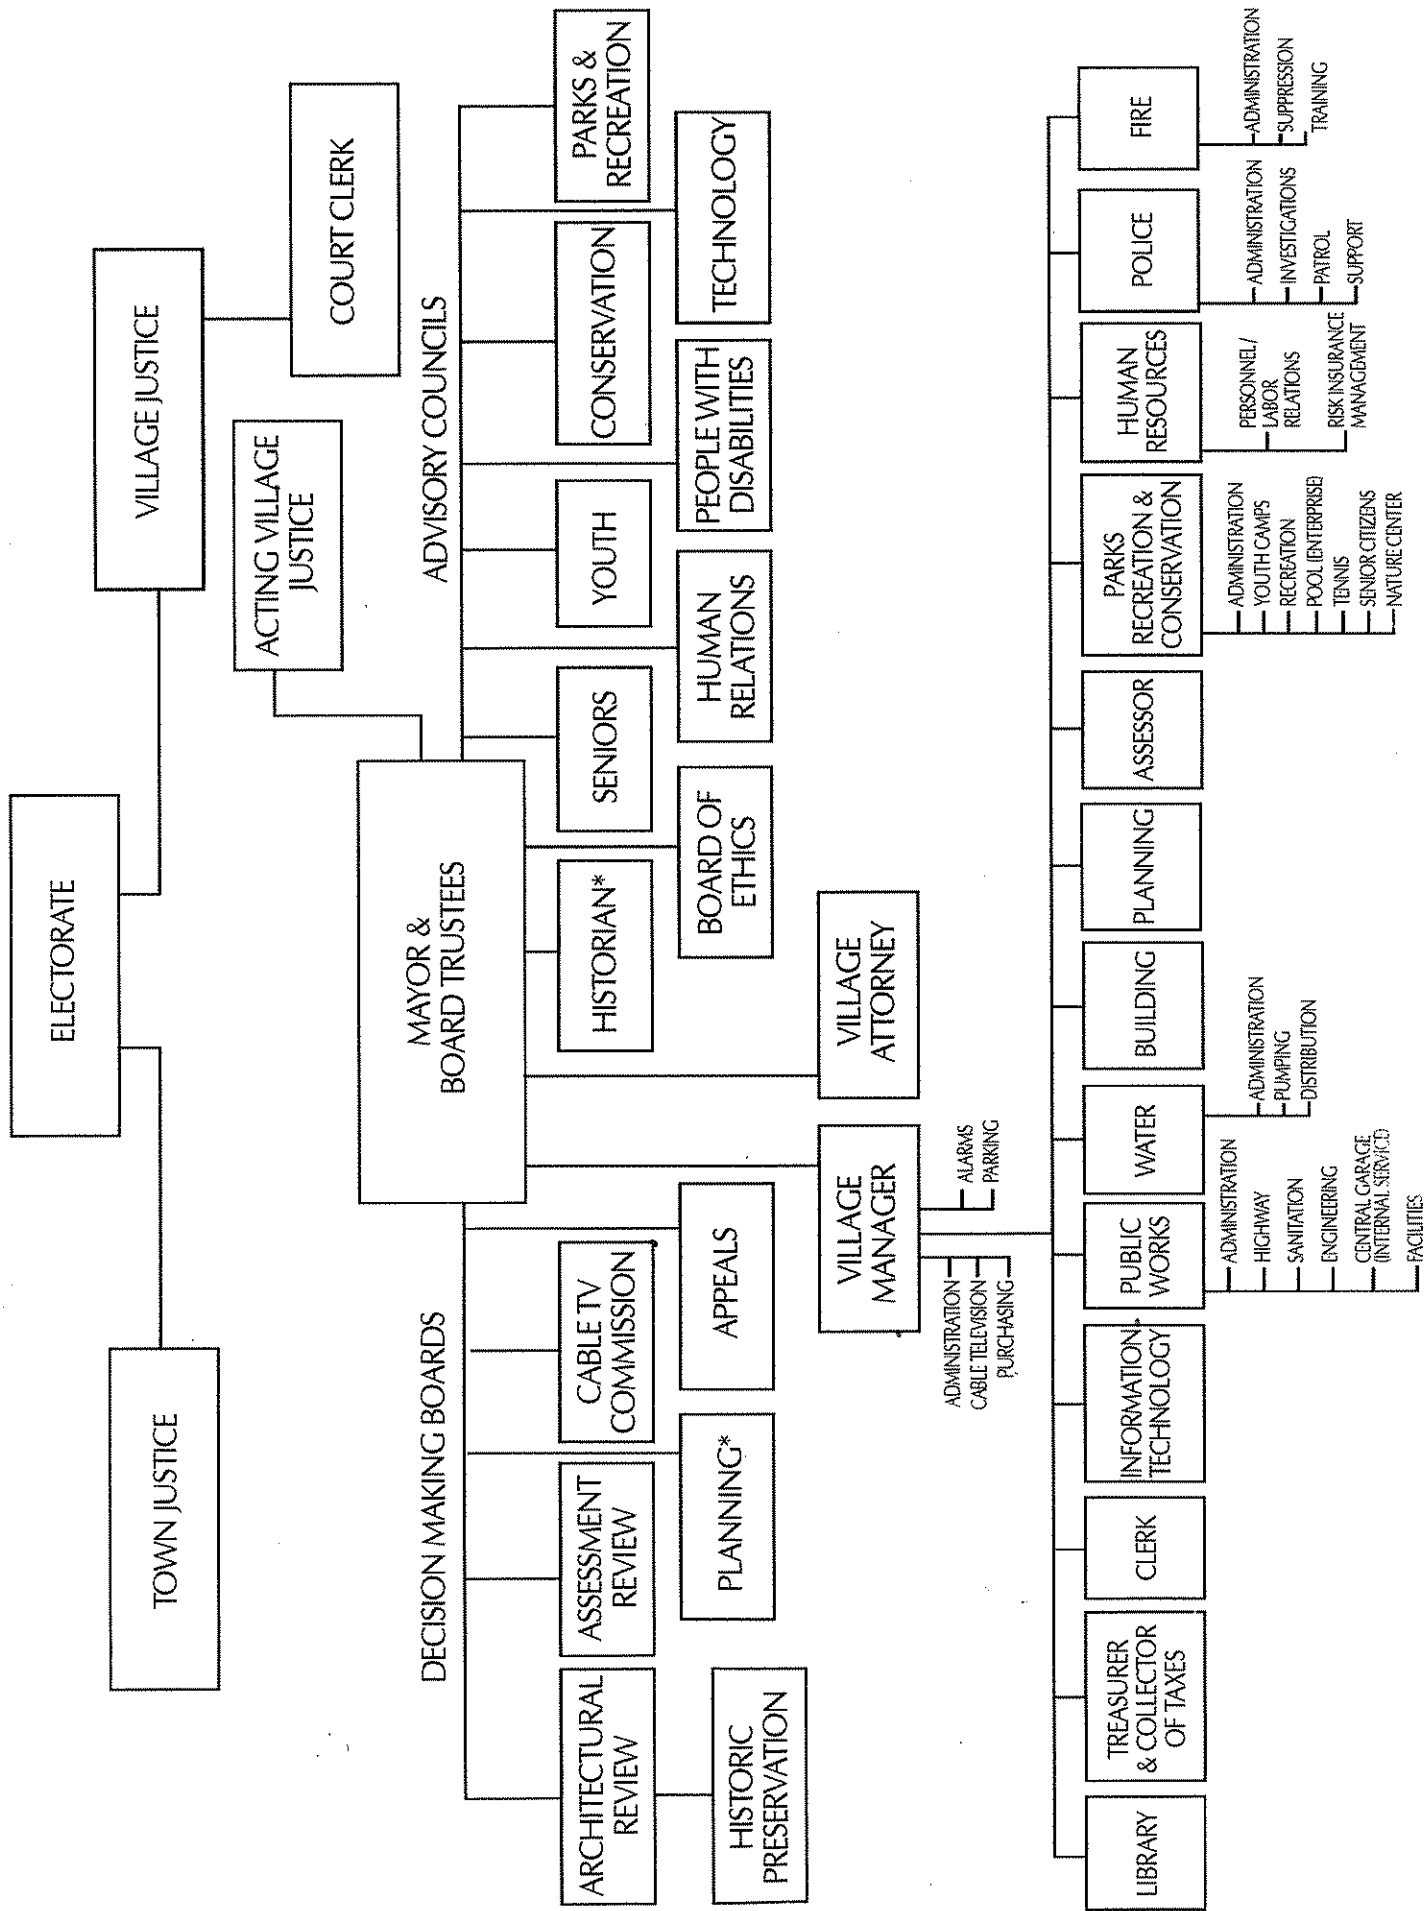 ELECTORATE
TOWN JUSTICE
VILLAGE JUSTICE
ACTING VILLAGE
JUSTICE
COURT CLERK
MAYOR &
BOARD TRUSTEES
DECISION MAKING BOARDS
ADVISORY COUNCILS
ARCHITECTURAL
REVIEW
ASSESSMENT
REVIEW
CABLE TV
COMMISSION
HISTORIAN*
SENIORS
YOUTH
CONSERVATION
PARKS &
RECREATION
HISTORIC
PRESERVATION
PLANNING*
APPEALS
BOARD OF
ETHICS
HUMAN
RELATIONS
PEOPLE WITH
DISABILITIES
TECHNOLOGY
VILLAGE
MANAGER
VILLAGE
ATTORNEY
ADMINISTRATION
CABLE TELEVISION
PURCHASING
ALARMS
PARKING
LIBRARY
TREASURER
& COLLECTOR
OF TAXES
CLERK
INFORMATION
TECHNOLOGY
PUBLIC
WORKS
ADMINISTRATION
HIGHWAY
SANITATION
ENGINEERING
CENTRAL GARAGE
(INTERNAL SERVICE)
FACILITIES
WATER
ADMINISTRATION
PUMPING
DISTRIBUTION
BUILDING
PLANNING
ASSESSOR
PARKS
RECREATION &
CONSERVATION
ADMINISTRATION
YOUTH CAMPS
RECREATION
POOL (ENTERPRISE)
TENNIS
SENIOR CITIZENS
NATURE CENTER
HUMAN
RESOURCES
PERSONNEL/
LABOR
RELATIONS
RISK INSURANCE
MANAGEMENT
POLICE
ADMINISTRATION
INVESTIGATIONS
PATROL
SUPPORT
FIRE
ADMINISTRATION
SUPPRESSION
TRAINING